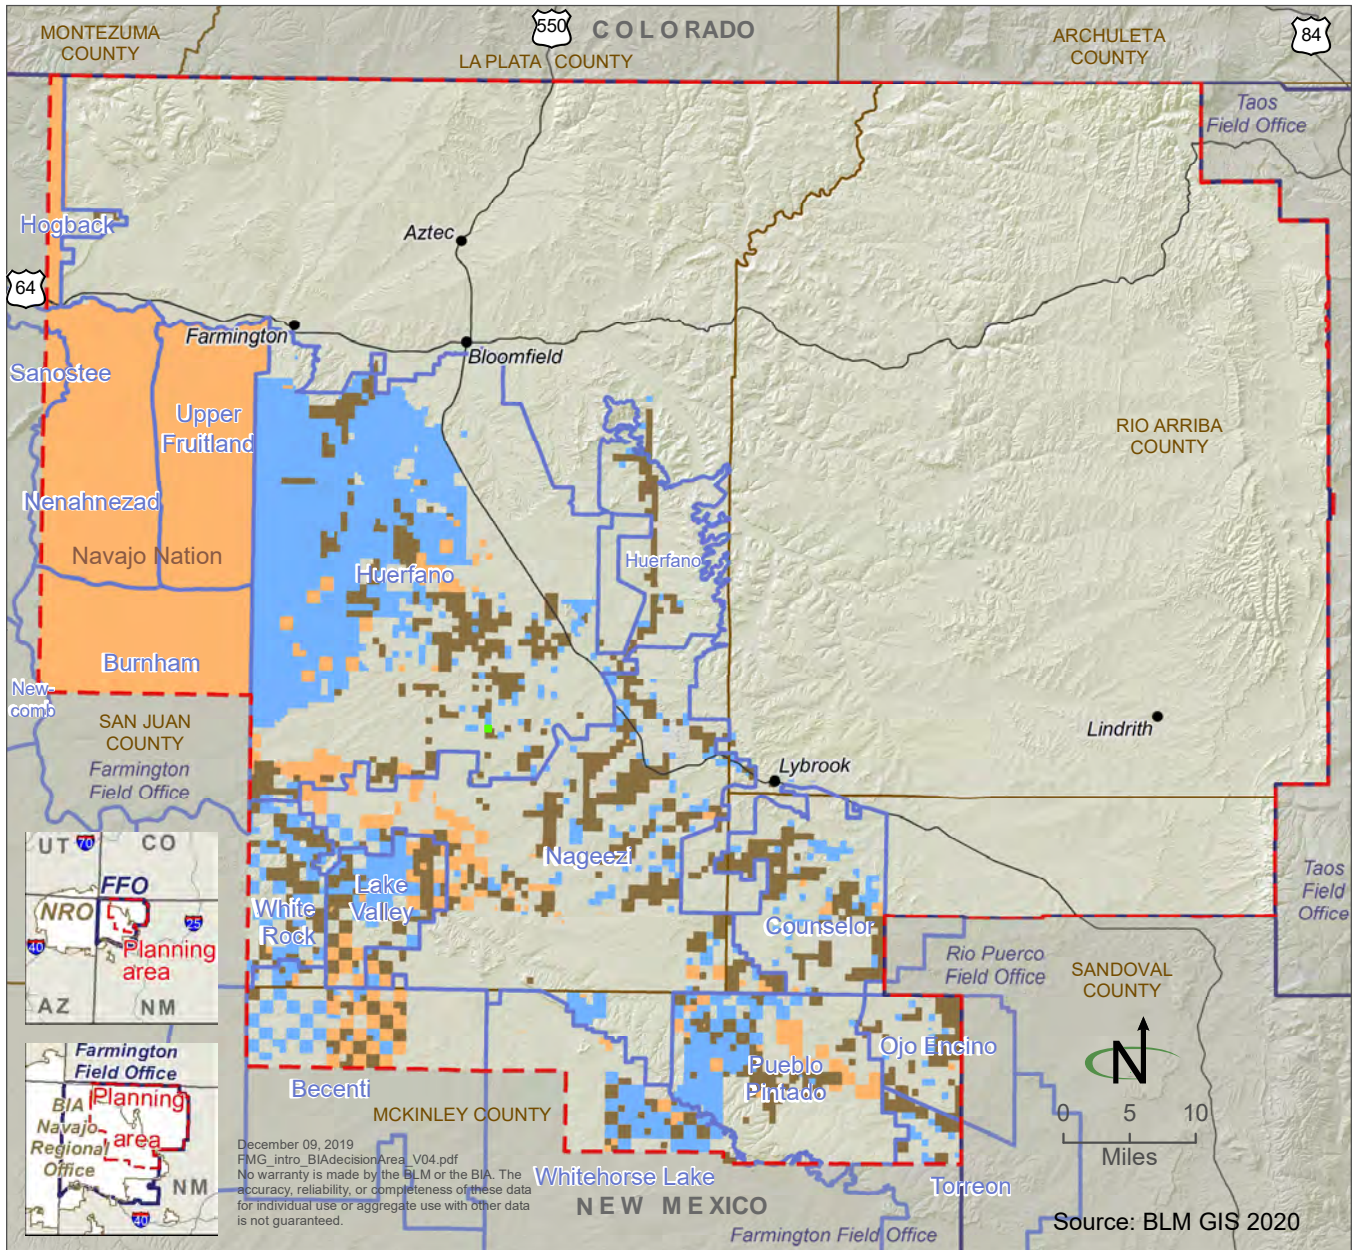 550
C O L O R A D O
84
MONTEZUMA
COUNTY
LA PLATA COUNTY
ARCHULETA
COUNTY
Taos
Field Office
Hogback
Aztec
64
Farmington
Bloomfield
Sanostee
Upper
Fruitland
RIO ARRIBA
COUNTY
Nenahnezad
Navajo Nation
Huerfano
Huerfano
Burnham
New-
comb
SAN JUAN
COUNTY
Farmington
Field Office
Lindrith
Lybrook
UT
70
CO
FFO
NRO
25
40
Planning
area
AZ
NM
Nageezi
Lake
Valley
White
Rock
Counselor
Taos
Field
Office
Rio Puerco
Field Office
SANDOVAL
COUNTY
N
0 5 10
Miles
Ojo Encino
Pueblo
Pintado
Becenti
MCKINLEY COUNTY
Farmington
Field Office
BIA
Navajo
Regional
Office
Planning
area
NM
40
December 09, 2019
FMG_intro_BIAdecisionArea_V04.pdf
No warranty is made by the BLM or the BIA. The
accuracy, reliability, or completeness of these data
for individual use or aggregate use with other data
is not guaranteed.
Whitehorse Lake
Torreon
N E W M E X I C O
Farmington Field Office
Source: BLM GIS 2020